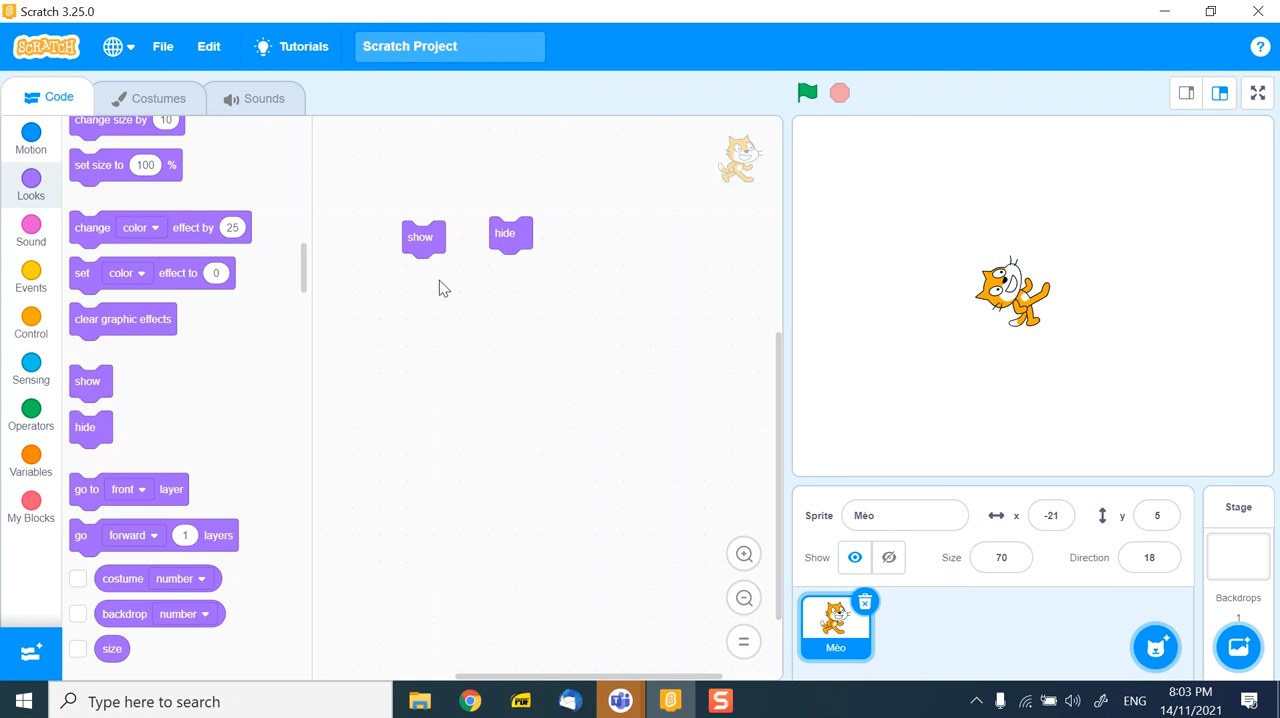 Scratch 3.25.0
SCRATCH
File
Edit
Tutorials
Scratch Project
?
Code
Costumes
Sounds
Motion
Looks
Sound
Events
Control
Sensing
Operators
Variables
My Blocks
change size by 10
set size to 100 %
change color effect by 25
set color effect to 0
clear graphic effects
show
hide
go to front layer
go forward 1 layers
costume number
backdrop number
size
show
hide
Sprite Mèo x -21 y 5
Show Size 70 Direction 18
Mèo
Stage
Backdrops
1
Type here to search
PDF
S
ENG
8:03 PM
14/11/2021